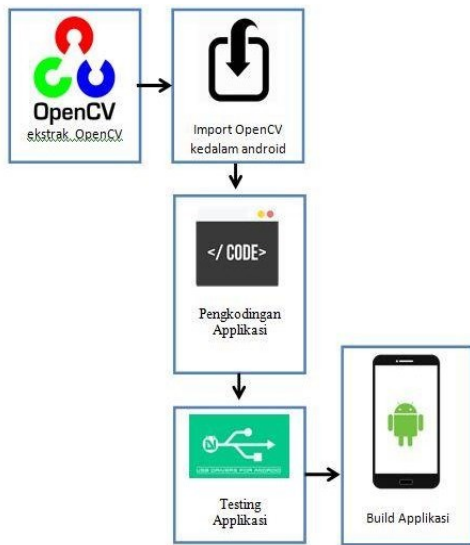 OpenCV
ekstrak OpenCV
Import OpenCV
kedalam android
</ CODE>
Pengkodingan
Applikasi
USB DRIVERS FOR ANDROID
Testing
Applikasi
Build Applikasi